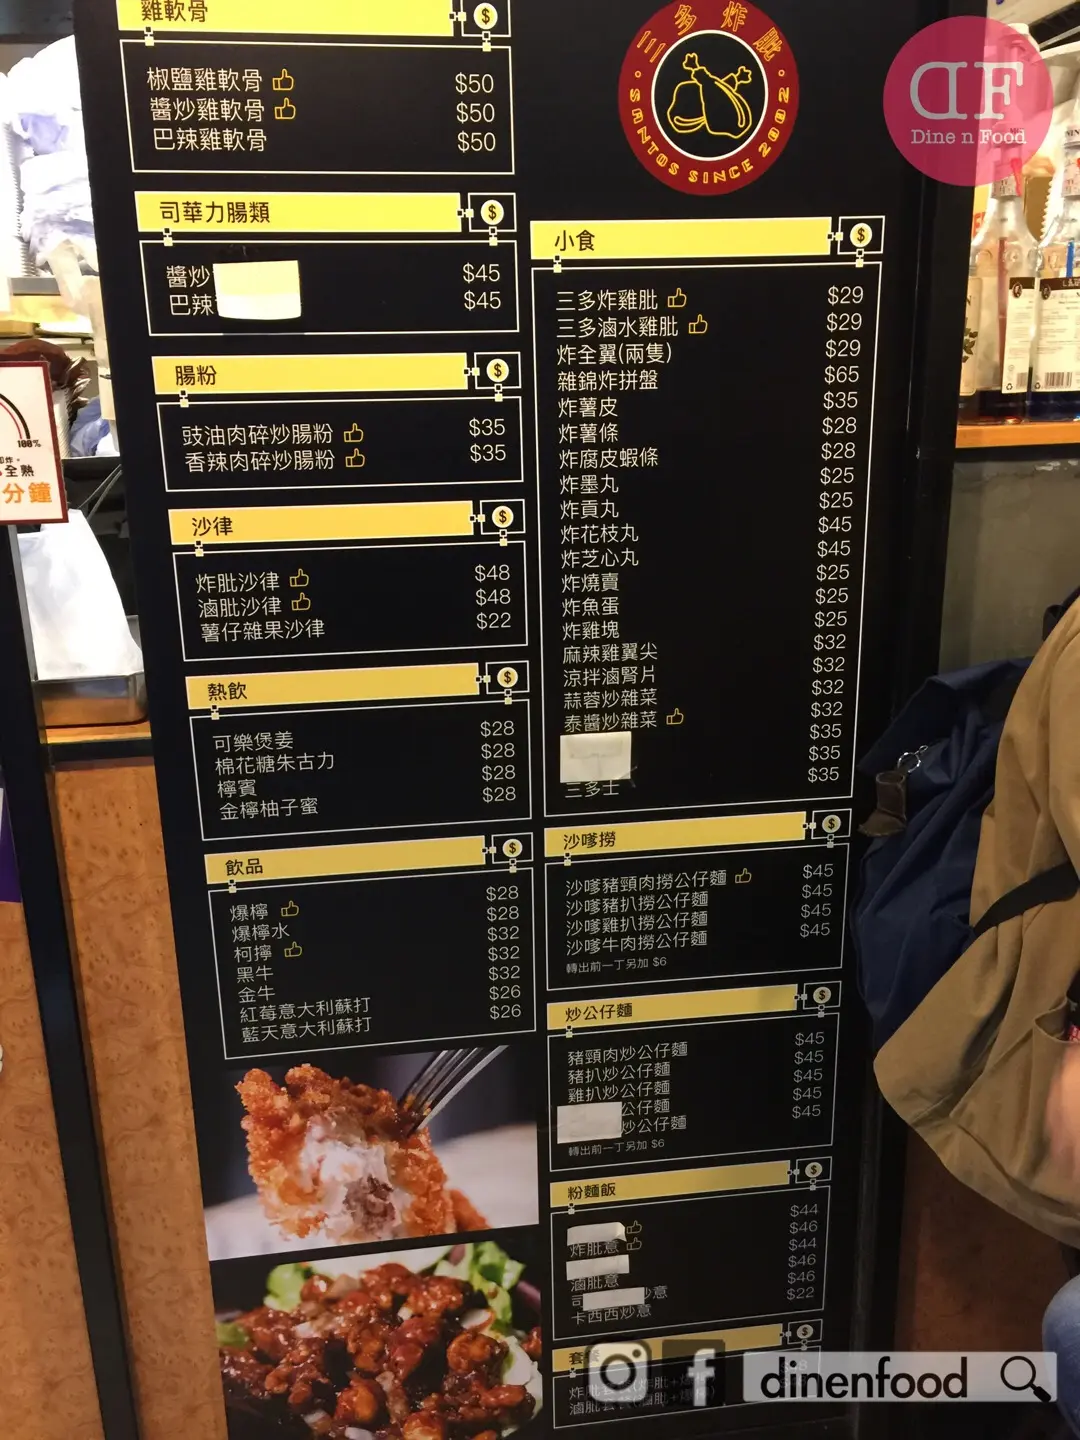 雞軟骨 $
椒鹽雞軟骨 $50
醬炒雞軟骨 $50
巴辣雞軟骨 $50
司華力腸類 $
醬炒 $45
巴辣 $45
腸粉 $
豉油肉碎炒腸粉 $35
香辣肉碎炒腸粉 $35
沙律 $
炸肶沙律 $48
滷肶沙律 $48
薯仔雜果沙律 $22
熱飲 $
可樂煲姜 $28
棉花糖朱古力 $28
檸賓 $28
金檸柚子蜜 $28
飲品 $
爆檸 $28
爆檸水 $28
柯擰 $32
黑牛 $32
金牛 $32
紅莓意大利蘇打 $26
藍天意大利蘇打 $26
三多炸肶
SANTOS SINCE 2002
小食 $
三多炸雞肶 $29
三多滷水雞肶 $29
炸全翼(兩隻) $29
雜錦炸拼盤 $65
炸薯皮 $35
炸薯條 $28
炸腐皮蝦條 $28
炸墨丸 $25
炸貢丸 $25
炸花枝丸 $45
炸芝心丸 $45
炸燒賣 $25
炸魚蛋 $25
炸雞塊 $25
麻辣雞翼尖 $32
涼拌滷腎片 $32
蒜蓉炒雜菜 $32
泰醬炒雜菜 $32
$35
$35
三多士 $35
沙嗲撈 $
沙嗲豬頸肉撈公仔麵 $45
沙嗲豬扒撈公仔麵 $45
沙嗲雞扒撈公仔麵 $45
沙嗲牛肉撈公仔麵 $45
轉出前一丁另加 $6
炒公仔麵 $
豬頸肉炒公仔麵 $45
豬扒炒公仔麵 $45
雞扒炒公仔麵 $45
公仔麵 $45
炒公仔麵 $45
轉出前一丁另加 $6
粉麵飯 $
$44
炸肶意 $46
$44
滷肶意 $46
司 炒意 $46
卡西西炒意 $22
$
DF
Dine n Food
100%
全熟
分鐘
dinenfood